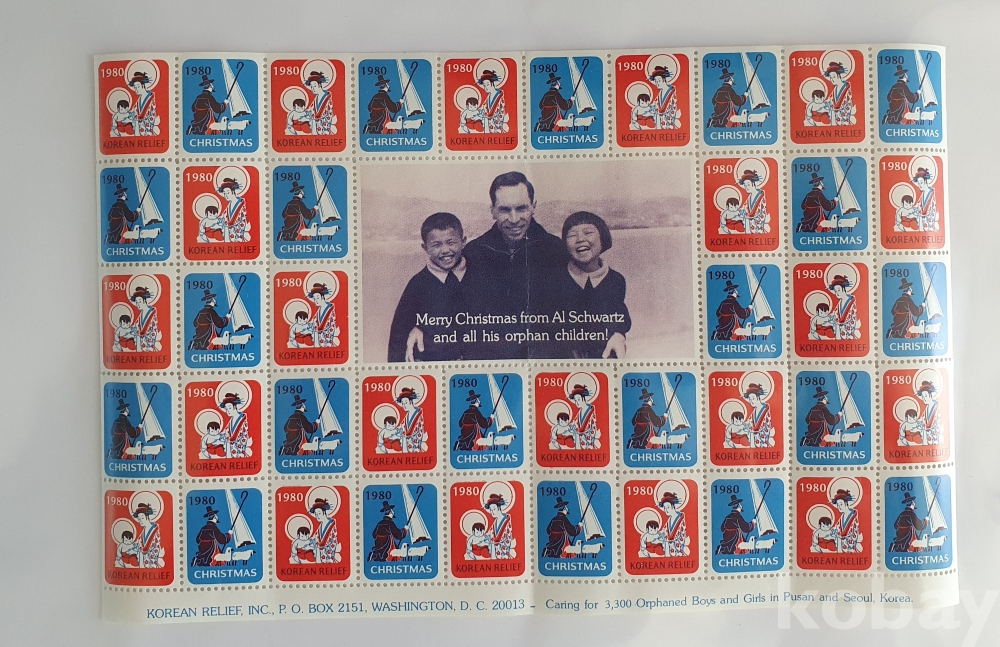 1980 1980 1980 1980 1980 1980 1980 1980 1980 1980
KOREAN RELIEF CHRISTMAS KOREAN RELIEF CHRISTMAS KOREAN RELIEF CHRISTMAS KOREAN RELIEF CHRISTMAS KOREAN RELIEF CHRISTMAS
1980 1980 1980 1980 1980 1980
CHRISTMAS KOREAN RELIEF CHRISTMAS KOREAN RELIEF CHRISTMAS KOREAN RELIEF
1980 1980 1980 1980 1980 1980
Merry Christmas from Al Schwartz
and all his orphan children!
KOREAN RELIEF CHRISTMAS KOREAN RELIEF CHRISTMAS KOREAN RELIEF CHRISTMAS
1980 1980 1980 1980 1980 1980 1980 1980 1980 1980
CHRISTMAS KOREAN RELIEF CHRISTMAS KOREAN RELIEF CHRISTMAS KOREAN RELIEF CHRISTMAS KOREAN RELIEF CHRISTMAS KOREAN RELIEF
1980 1980 1980 1980 1980 1980 1980 1980 1980 1980
KOREAN RELIEF CHRISTMAS KOREAN RELIEF CHRISTMAS KOREAN RELIEF CHRISTMAS KOREAN RELIEF CHRISTMAS KOREAN RELIEF CHRISTMAS
KOREAN RELIEF, INC., P. O. BOX 2151, WASHINGTON, D. C. 20013 – Caring for 3,300 Orphaned Boys and Girls in Pusan and Seoul, Korea.
kobay